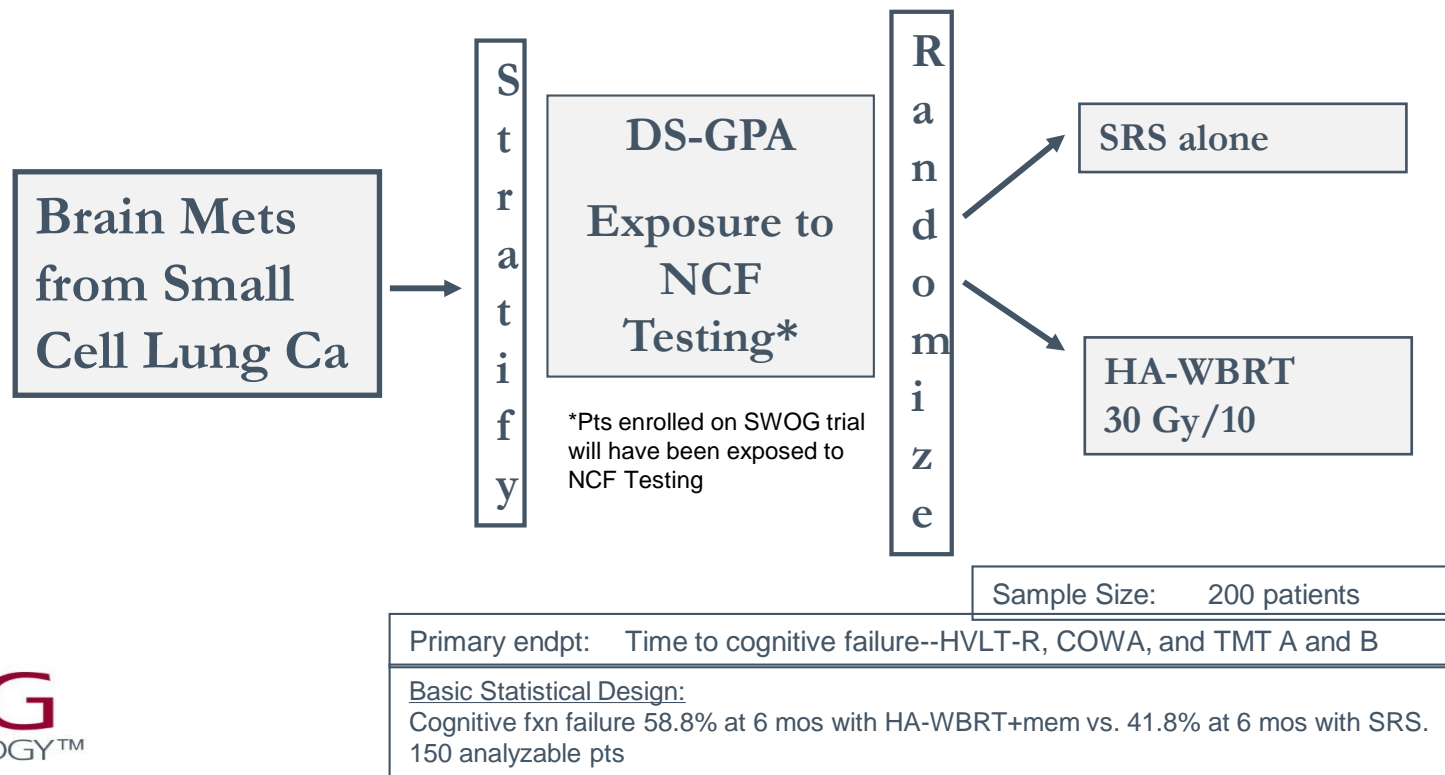 Brain Mets
from Small
Cell Lung Ca
Stratify
DS-GPA
Exposure to
NCF
Testing*
*Pts enrolled on SWOG trial
will have been exposed to
NCF Testing
Randomize
SRS alone
HA-WBRT
30 Gy/10
Sample Size: 200 patients
Primary endpt: Time to cognitive failure--HVLT-R, COWA, and TMT A and B
Basic Statistical Design:
Cognitive fxn failure 58.8% at 6 mos with HA-WBRT+mem vs. 41.8% at 6 mos with SRS.
150 analyzable pts
G
OGY™